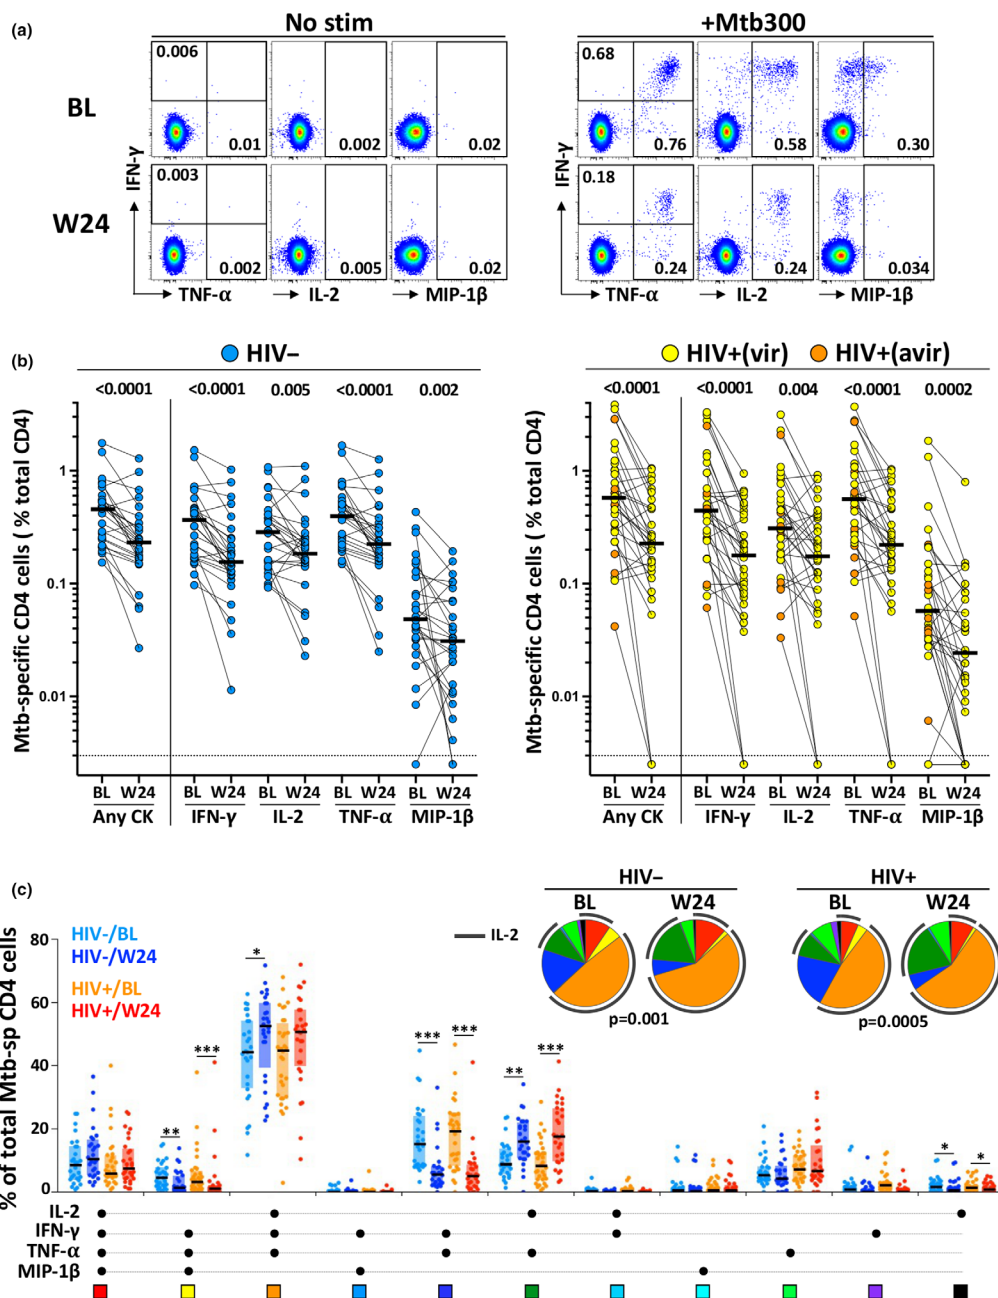 (a)
No stim
+Mtb300
BL
0.006
0.01
0.002
0.02
0.68
0.76
0.58
0.30
IFN-γ
IFN-γ
W24
0.003
0.002
0.005
0.02
0.18
0.24
0.24
0.034
TNF-α IL-2 MIP-1β
TNF-α IL-2 MIP-1β
(b)
HIV–
HIV+(vir) HIV+(avir)
<0.0001 <0.0001 0.005 <0.0001 0.002
<0.0001 <0.0001 0.004 <0.0001 0.0002
Mtb-specific CD4 cells ( % total CD4)
1
0.1
0.01
Mtb-specific CD4 cells (% total CD4)
1
0.1
0.01
BL W24 BL W24 BL W24 BL W24 BL W24
Any CK IFN-γ IL-2 TNF-α MIP-1β
BL W24 BL W24 BL W24 BL W24 BL W24
Any CK IFN-γ IL-2 TNF-α MIP-1β
(c)
HIV–
BL W24
p=0.001
HIV+
BL W24
p=0.0005
IL-2
HIV-/BL
HIV-/W24
HIV+/BL
HIV+/W24
% of total Mtb-sp CD4 cells
80
60
40
20
0
** *** * *** *** ** *** * *
IL-2
IFN-γ
TNF-α
MIP-1β